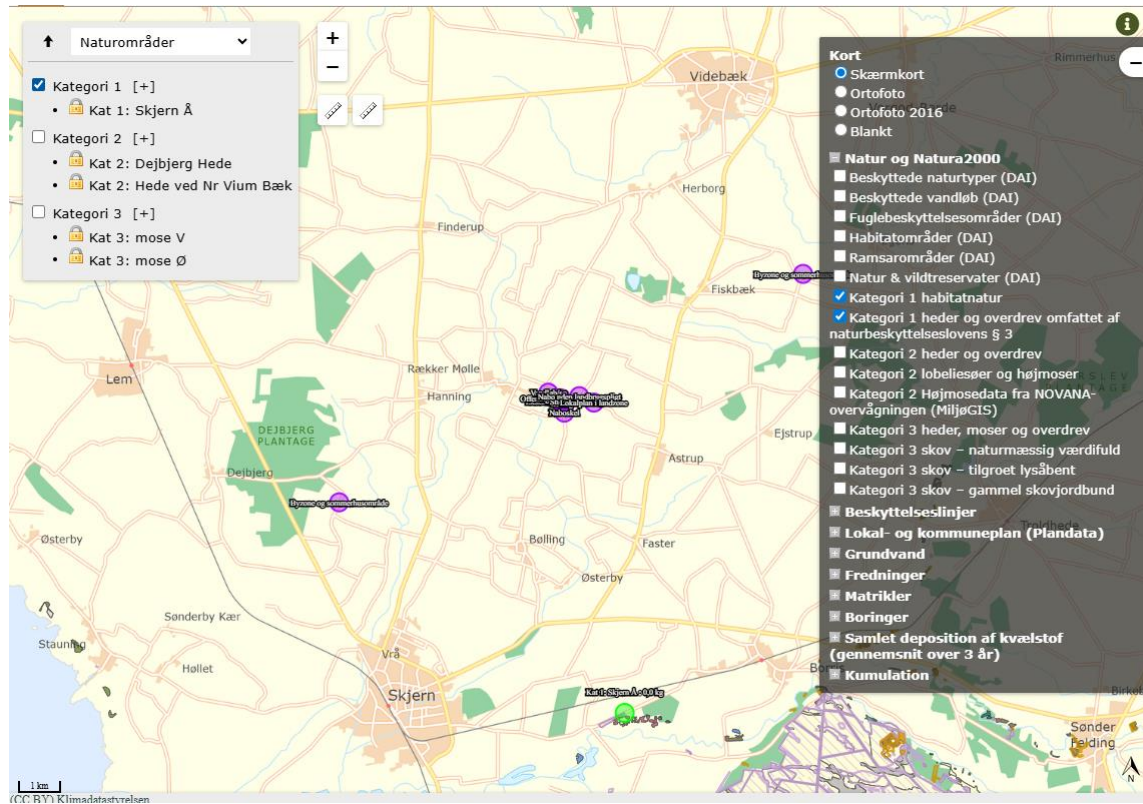 Naturområder
Kategori 1 [+]
Kat 1: Skjern Å
Kategori 2 [+]
Kat 2: Dejbjerg Hede
Kat 2: Hede ved Nr Vium Bæk
Kategori 3 [+]
Kat 3: mose V
Kat 3: mose Ø
+
−
Kort
Skærmkort
Ortofoto
Ortofoto 2016
Blankt
Natur og Natura2000
Beskyttede naturtyper (DAI)
Beskyttede vandløb (DAI)
Fuglebeskyttelsesområder (DAI)
Habitatområder (DAI)
Ramsarområder (DAI)
Natur & vildtreservater (DAI)
Kategori 1 habitatnatur
Kategori 1 heder og overdrev omfattet af
naturbeskyttelseslovens § 3
Kategori 2 heder og overdrev
Kategori 2 lobeliesøer og højmoser
Kategori 2 Højmosedata fra NOVANA-
overvågningen (MiljøGIS)
Kategori 3 heder, moser og overdrev
Kategori 3 skov – naturmæssig værdifuld
Kategori 3 skov – tilgroet lysåbent
Kategori 3 skov – gammel skovjordbund
Beskyttelseslinjer
Lokal- og kommuneplan (Plandata)
Grundvand
Fredninger
Matrikler
Boringer
Samlet deposition af kvælstof
(gennemsnit over 3 år)
Kumulation
Rimmerhus
Videbæk
Herborg
Finderup
Fiskbæk
Rækker Mølle
Hanning
Lem
Lokalplan i landzone
Naboskel
DEJBJERG
PLANTAGE
Ejstrup
Astrup
Dejbjerg
Byzone og sommerhusområde
Troldhede
Østerby
Bølling
Faster
Østerby
Sønderby Kær
Stauning
Høllet
Vrå
Skjern
Kat 1: Skjern Å : 0,0 kg
Sønder
Felding
1 km
N
(CC BY) Klimadatastyrelsen